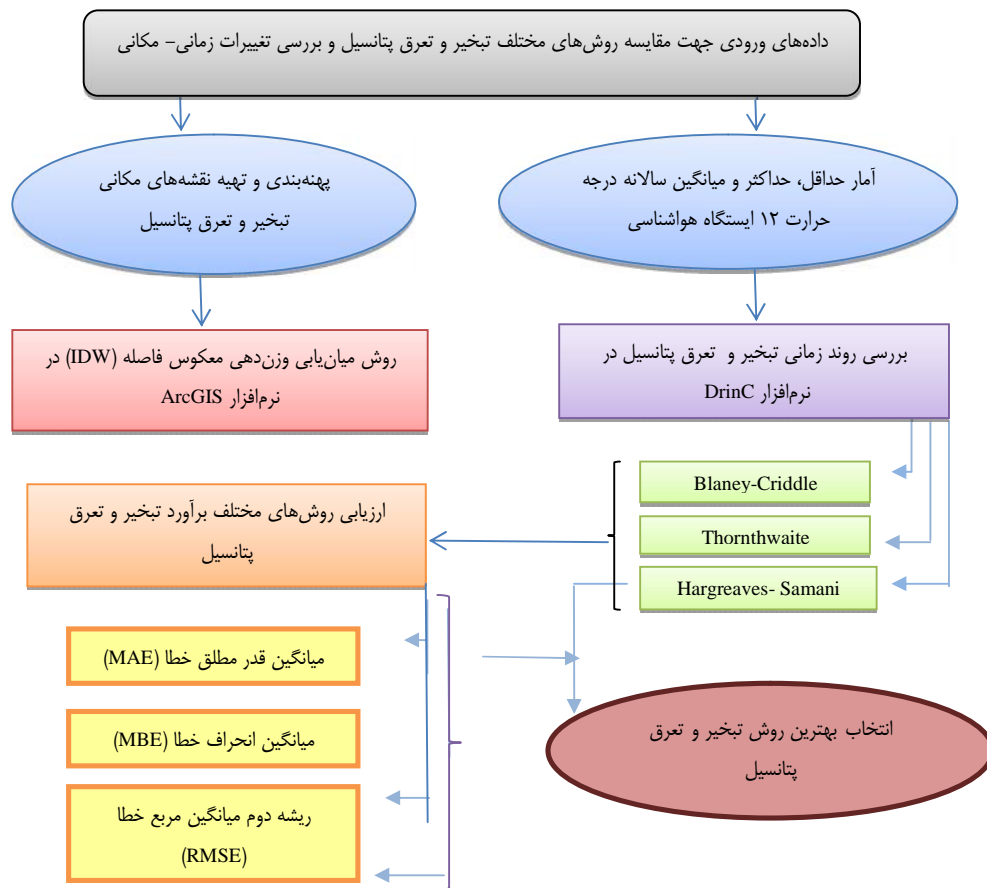 داده‌های ورودی جهت مقایسه روش‌های مختلف تبخیر و تعرق پتانسیل و بررسی تغییرات زمانی- مکانی
آمار حداقل، حداکثر و میانگین سالانه درجه
حرارت ۱۲ ایستگاه هواشناسی
پهنه‌بندی و تهیه نقشه‌های مکانی
تبخیر و تعرق پتانسیل
بررسی روند زمانی تبخیر و تعرق پتانسیل در
نرم‌افزار DrinC
روش میان‌یابی وزن‌دهی معکوس فاصله (IDW) در
نرم‌افزار ArcGIS
Blaney-Criddle
Thornthwaite
Hargreaves- Samani
ارزیابی روش‌های مختلف برآورد تبخیر و تعرق
پتانسیل
میانگین قدر مطلق خطا (MAE)
میانگین انحراف خطا (MBE)
ریشه دوم میانگین مربع خطا
(RMSE)
انتخاب بهترین روش تبخیر و تعرق
پتانسیل